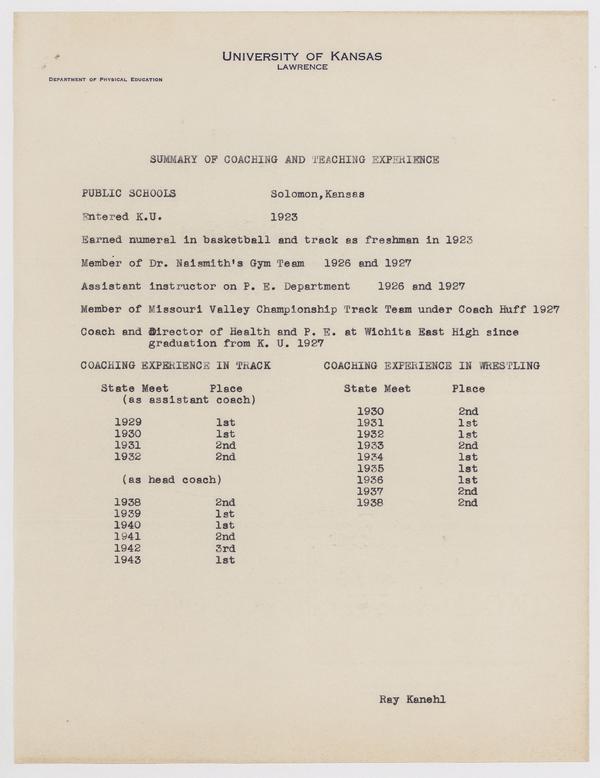 UNIVERSITY OF KANSAS
LAWRENCE
DEPARTMENT OF PHYSICAL EDUCATION
SUMMARY OF COACHING AND TEACHING EXPERIENCE
PUBLIC SCHOOLS Solomon,Kansas
Entered K.U. 1923
Earned numeral in basketball and track as freshman in 1923
Member of Dr. Naismith's Gym Team 1926 and 1927
Assistant instructor on P. E. Department 1926 and 1927
Member of Missouri Valley Championship Track Team under Coach Huff 1927
Coach and Director of Health and P. E. at Wichita East High since
graduation from K. U. 1927
COACHING EXPERIENCE IN TRACK COACHING EXPERIENCE IN WRESTLING
State Meet Place State Meet Place
(as assistant coach)
1930 2nd
1929 1st 1931 1st
1930 1st 1932 1st
1931 2nd 1933 2nd
1932 2nd 1934 1st
1935 1st
(as head coach) 1936 1st
1937 2nd
1938 2nd 1938 2nd
1939 1st
1940 1st
1941 2nd
1942 3rd
1943 1st
Ray Kanehl